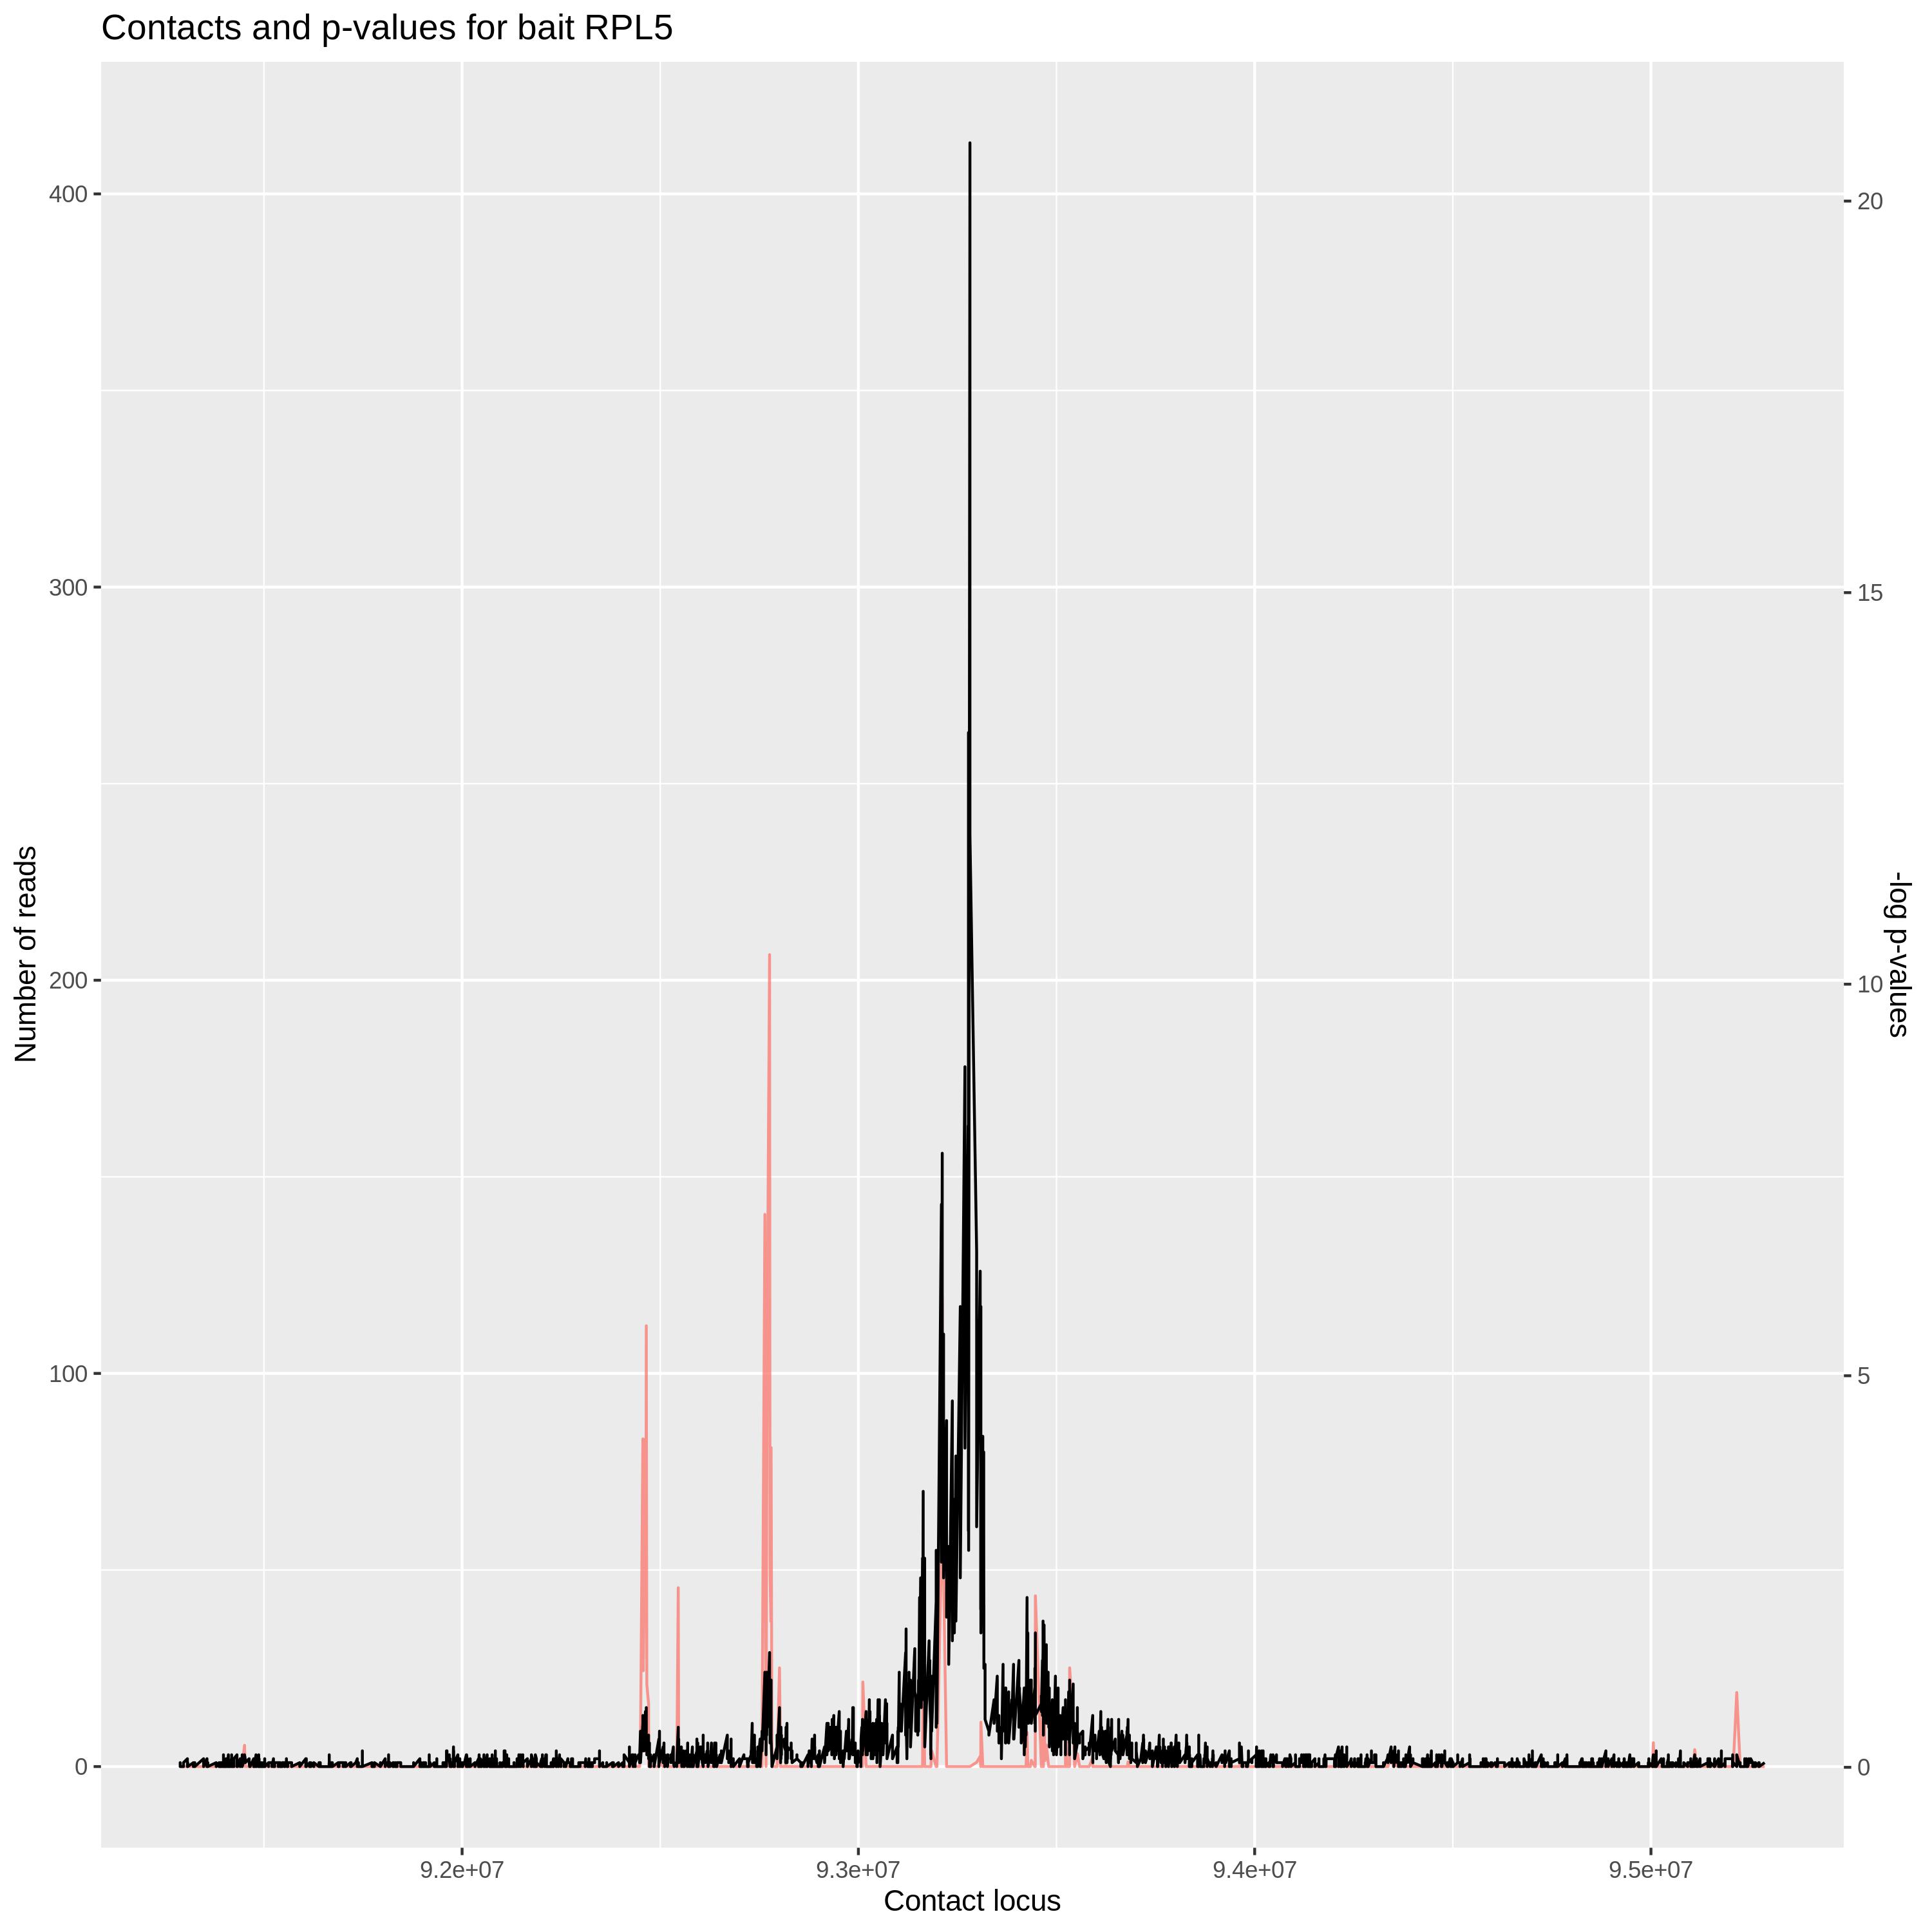 Contacts and p-values for bait RPL5
400
300
200
100
0
Number of reads
20
15
10
5
0
-log p-values
9.2e+07
9.3e+07
9.4e+07
9.5e+07
Contact locus